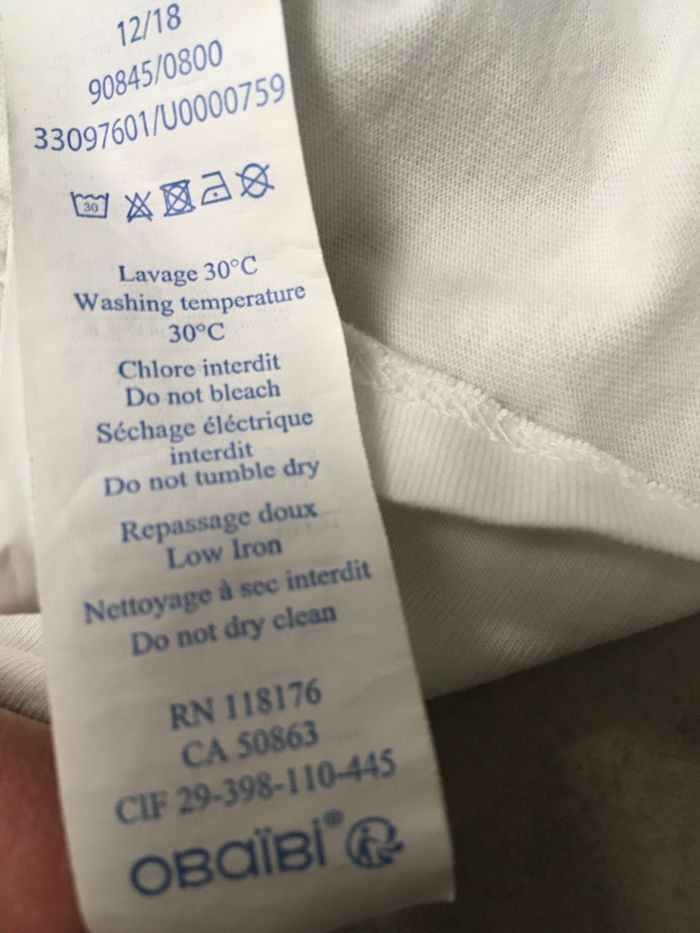 12/18
90845/0800
33097601/U0000759
30
Lavage 30°C
Washing temperature
30°C
Chlore interdit
Do not bleach
Séchage éléctrique
interdit
Do not tumble dry
Repassage doux
Low Iron
Nettoyage à sec interdit
Do not dry clean
RN 118176
CA 50863
CIF 29-398-110-445
OBaïBi®